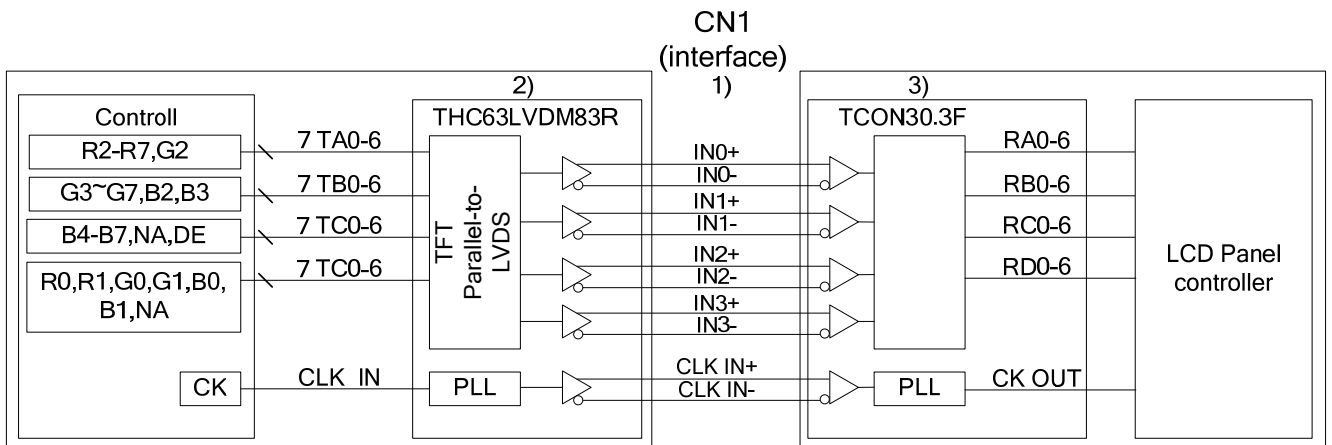 CN1
(interface)
1)
2)
3)
Controll
THC63LVDM83R
TCON30.3F
R2-R7,G2
7 TA0-6
G3~G7,B2,B3
7 TB0-6
B4-B7,NA,DE
7 TC0-6
R0,R1,G0,G1,B0,
B1,NA
7 TC0-6
TFT
Parallel-to-
LVDS
IN0+
IN0-
IN1+
IN1-
IN2+
IN2-
IN3+
IN3-
RA0-6
RB0-6
RC0-6
RD0-6
LCD Panel
controller
CK
CLK IN
PLL
CLK IN+
CLK IN-
PLL
CK OUT